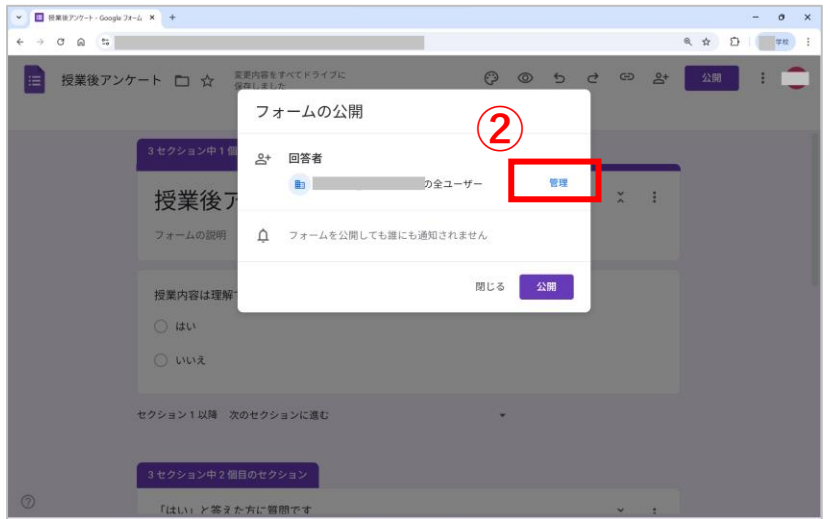 授業後アンケート - Google フォーム
学校
授業後アンケート
変更内容をすべてドライブに
保存しました
公開
フォームの公開
②
3 セクション中 1 個
回答者
の全ユーザー
管理
授業後ア
フォームの説明
フォームを公開しても誰にも通知されません
閉じる
公開
授業内容は理解
はい
いいえ
セクション 1 以降 次のセクションに進む
3 セクション中 2 個目のセクション
「はい」と答えた方に質問です